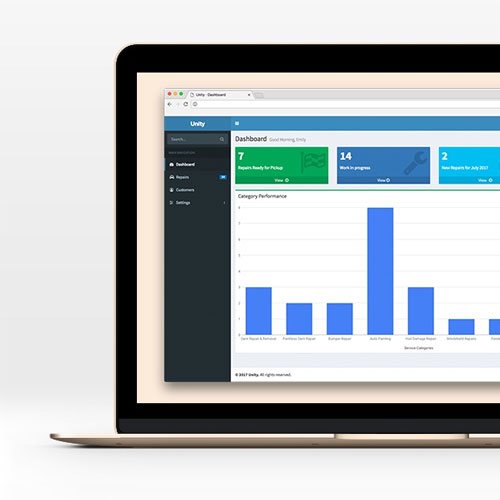 Unity - Dashboard
Unity
Search...
MAIN NAVIGATION
Dashboard
Repairs
Customers
Settings
Dashboard Good Morning, Emily
7
Repairs Ready for Pickup
View
14
Work in progress
View
2
New Repairs for July 2017
View
Category Performance
8
7
6
5
4
3
2
1
0
Dent Repair & Removal
Paintless Dent Repair
Bumper Repair
Auto Painting
Hail Damage Repair
Windshield Repairs
Service Categories
© 2017 Unity. All rights reserved.